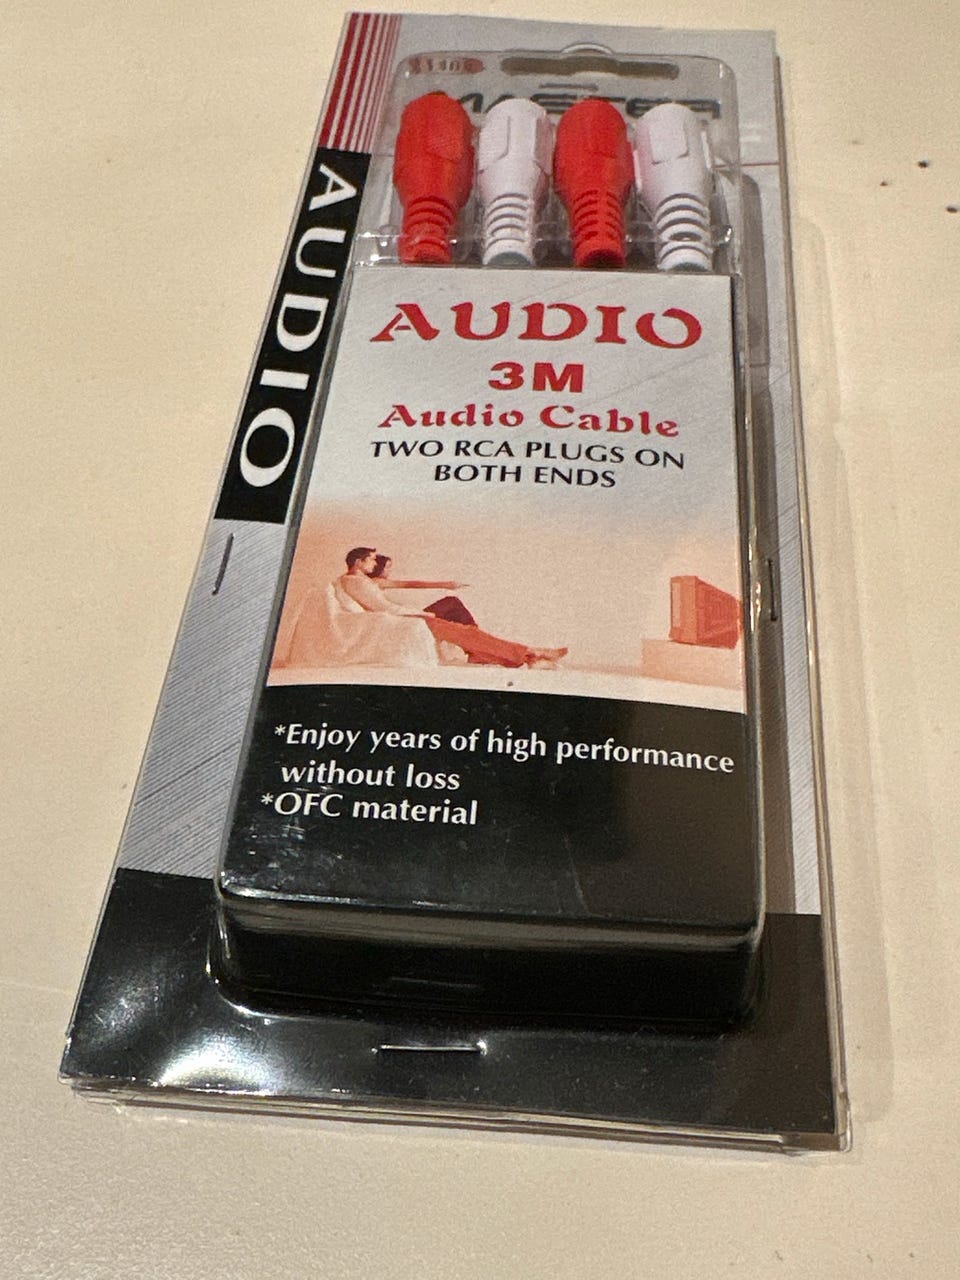 MASTER
AUDIO
AUDIO
3M
Audio Cable
TWO RCA PLUGS ON
BOTH ENDS
*Enjoy years of high performance
without loss
*OFC material